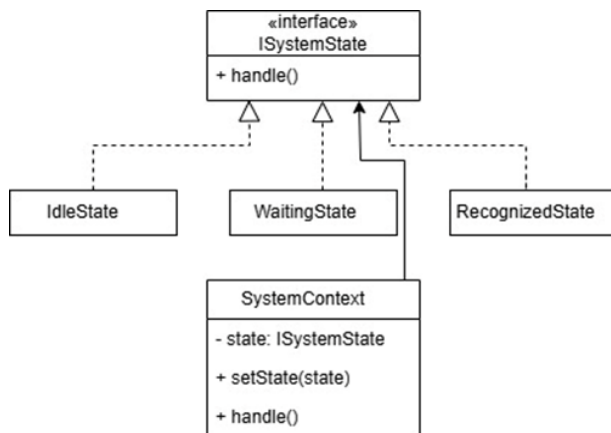 «interface»
ISystemState
+ handle()
IdleState
WaitingState
RecognizedState
SystemContext
- state: ISystemState
+ setState(state)
+ handle()